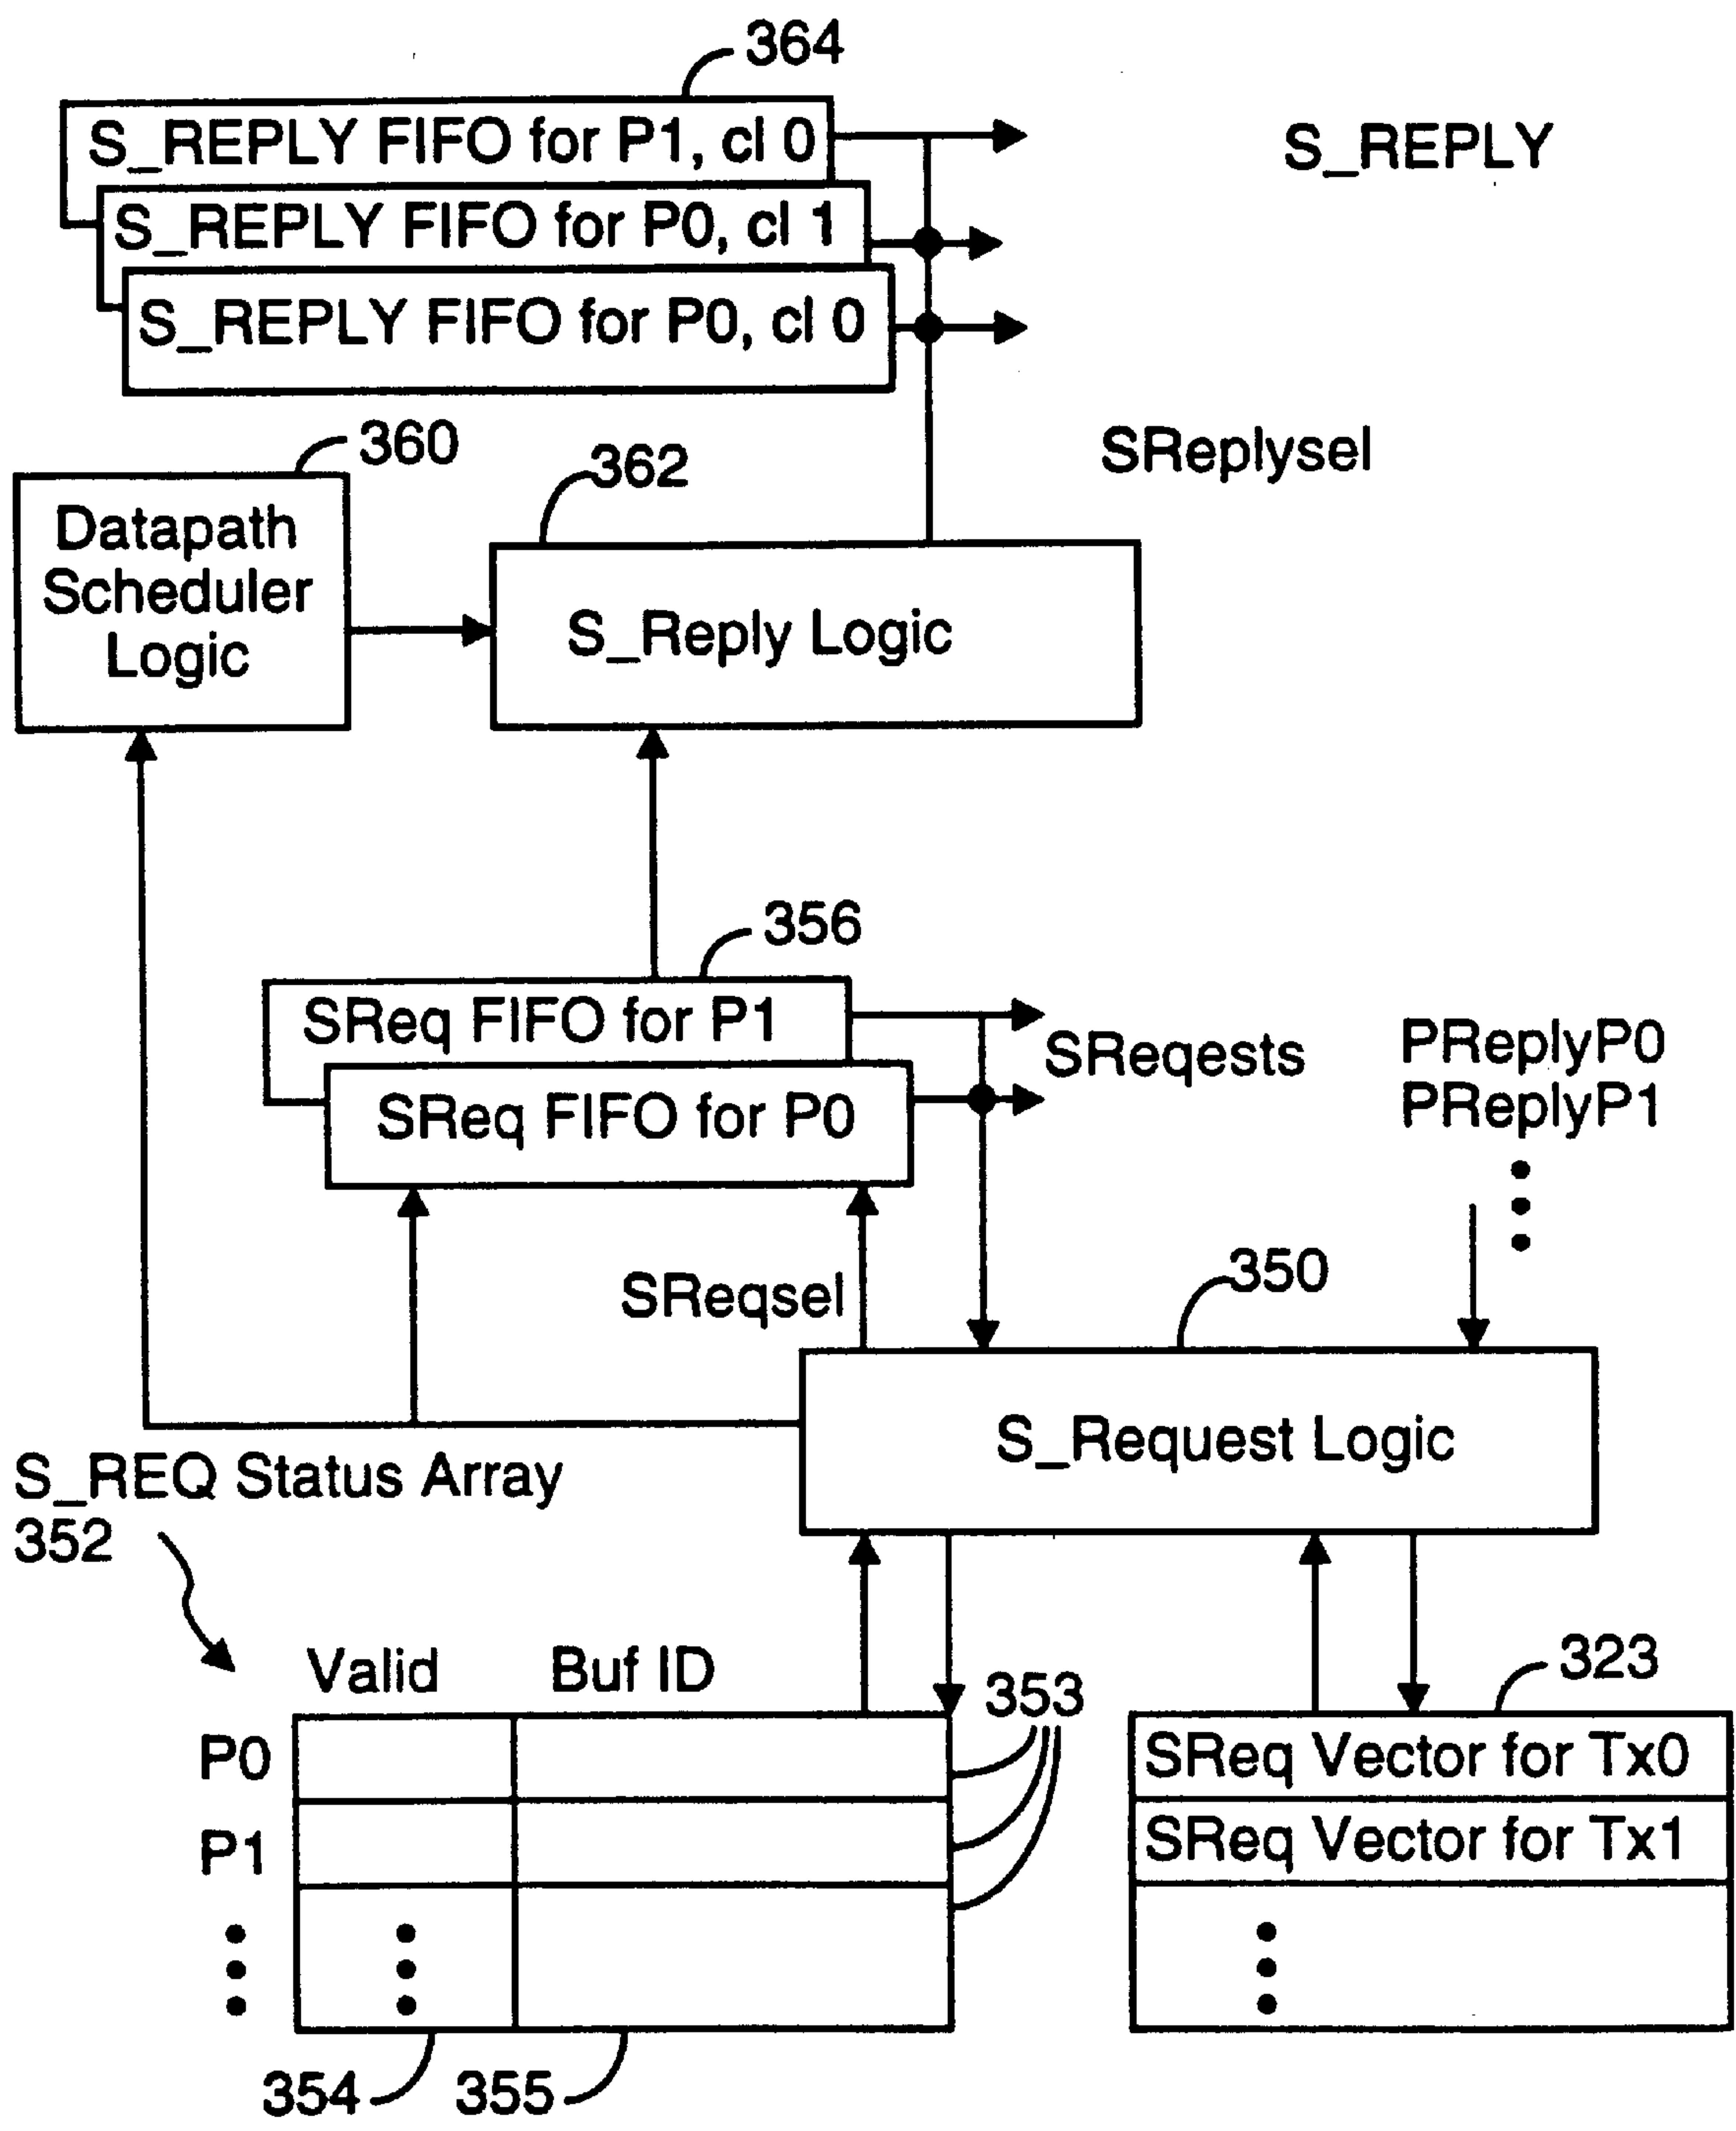 364
S_REPLY FIFO for P1, cl 0
S_REPLY
S_REPLY FIFO for P0, cl 1
S_REPLY FIFO for P0, cl 0
360
362
SReplysel
Datapath
Scheduler
Logic
S_Reply Logic
356
SReq FIFO for P1
SReqests
PReplyP0
PReplyP1
SReq FIFO for P0
SReqsel
350
S_Request Logic
S_REQ Status Array
352
Valid
Buf ID
353
323
P0
SReq Vector for Tx0
P1
SReq Vector for Tx1
354
355